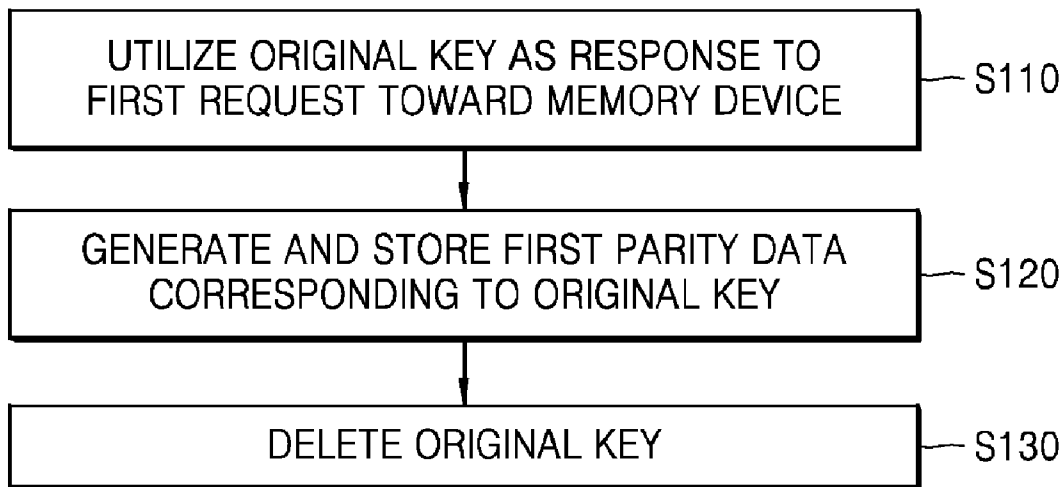 UTILIZE ORIGINAL KEY AS RESPONSE TO
FIRST REQUEST TOWARD MEMORY DEVICE
S110
GENERATE AND STORE FIRST PARITY DATA
CORRESPONDING TO ORIGINAL KEY
S120
DELETE ORIGINAL KEY
S130